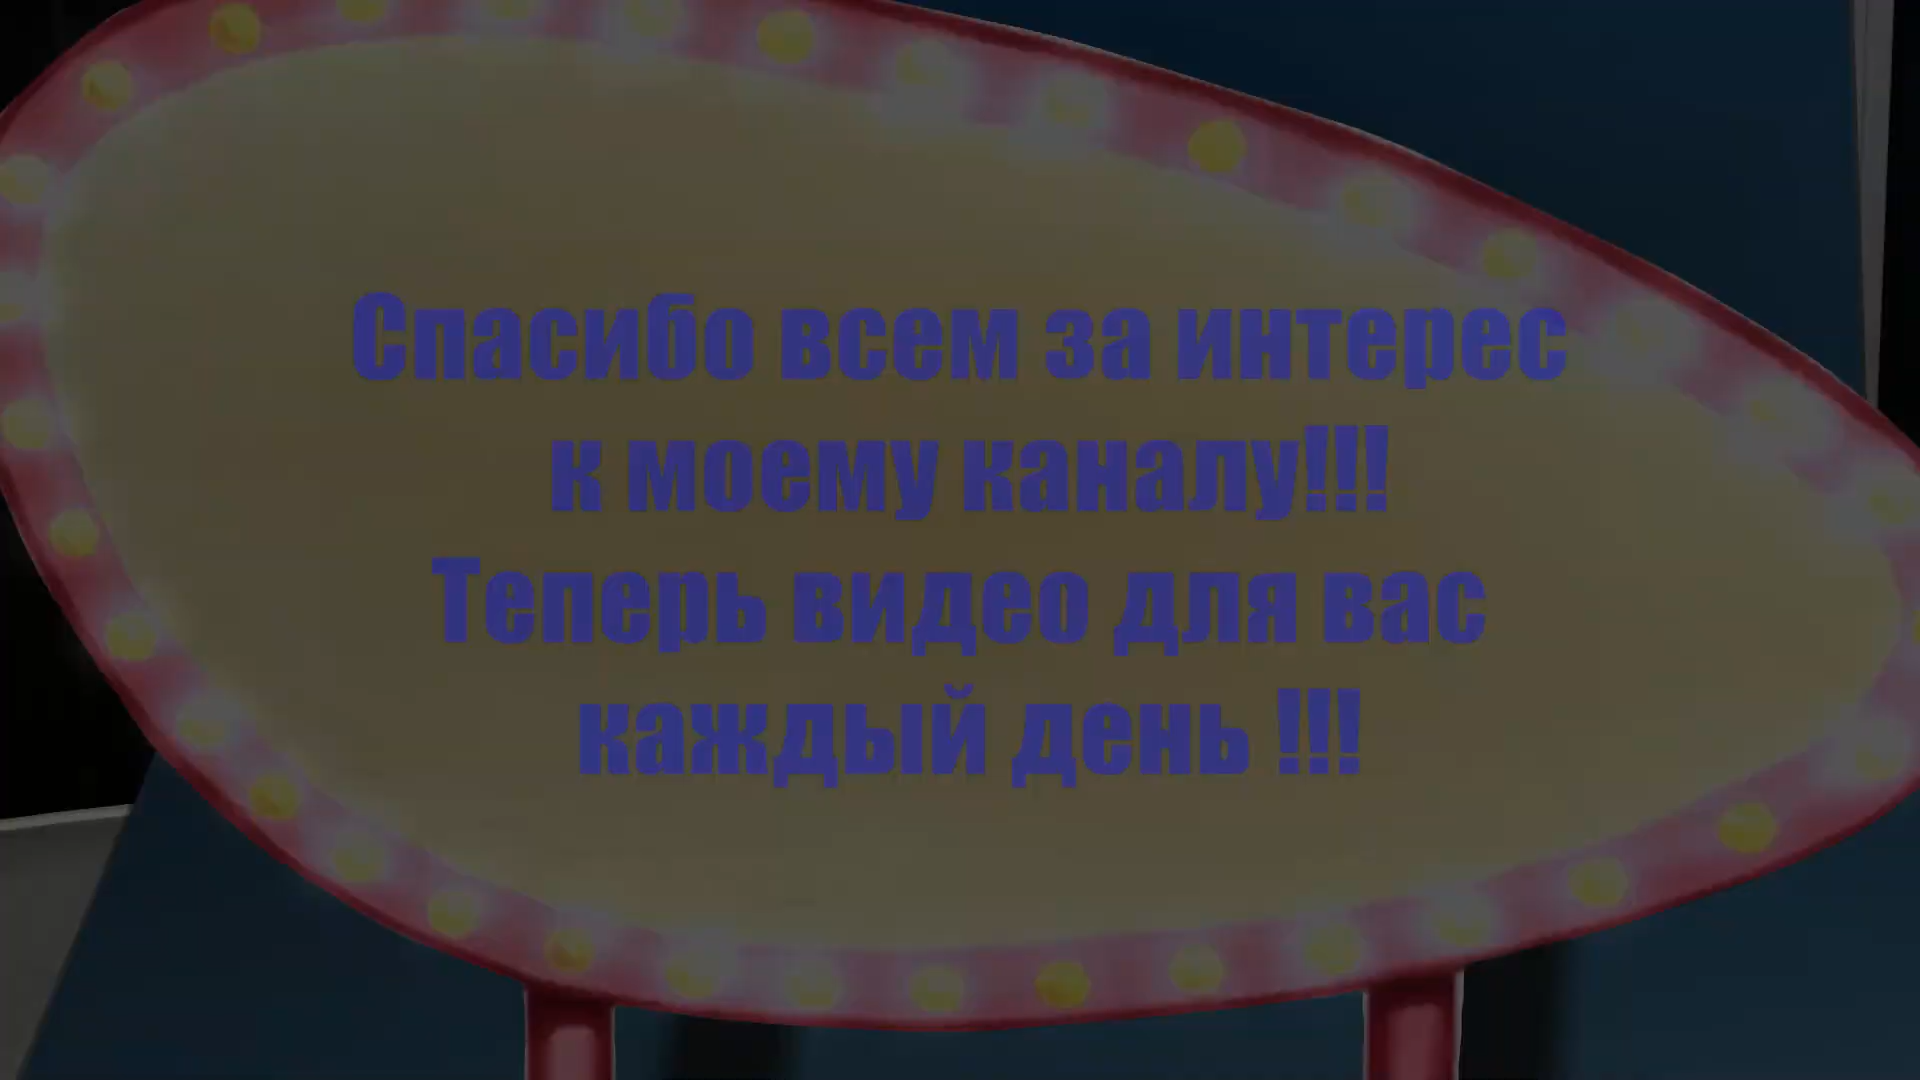 Спасибо всем за интерес
к моему каналу!!!
Теперь видео для вас
каждый день !!!